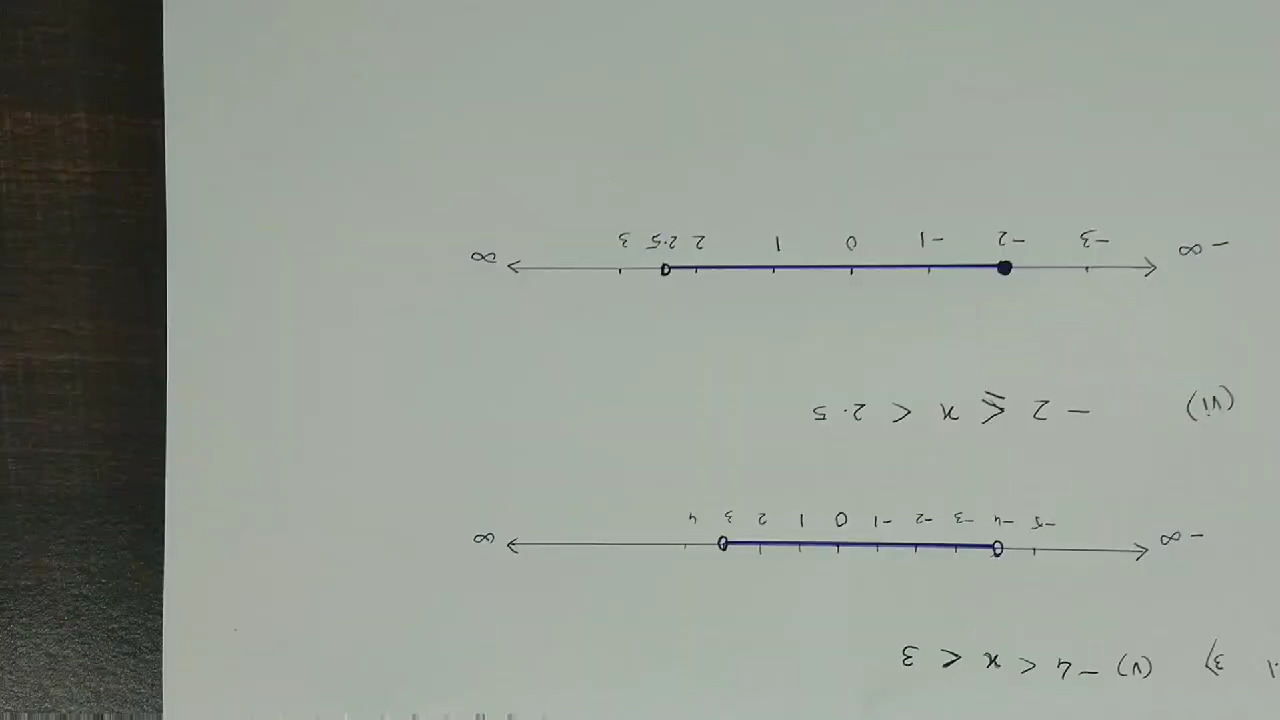 3) (v) -4 < x < 3
-∞ ∞
-5 -4 -3 -2 -1 0 1 2 3 4
(vi) -2 ≤ x < 2.5
-∞ ∞
-3 -2 -1 0 1 2 2.5 3